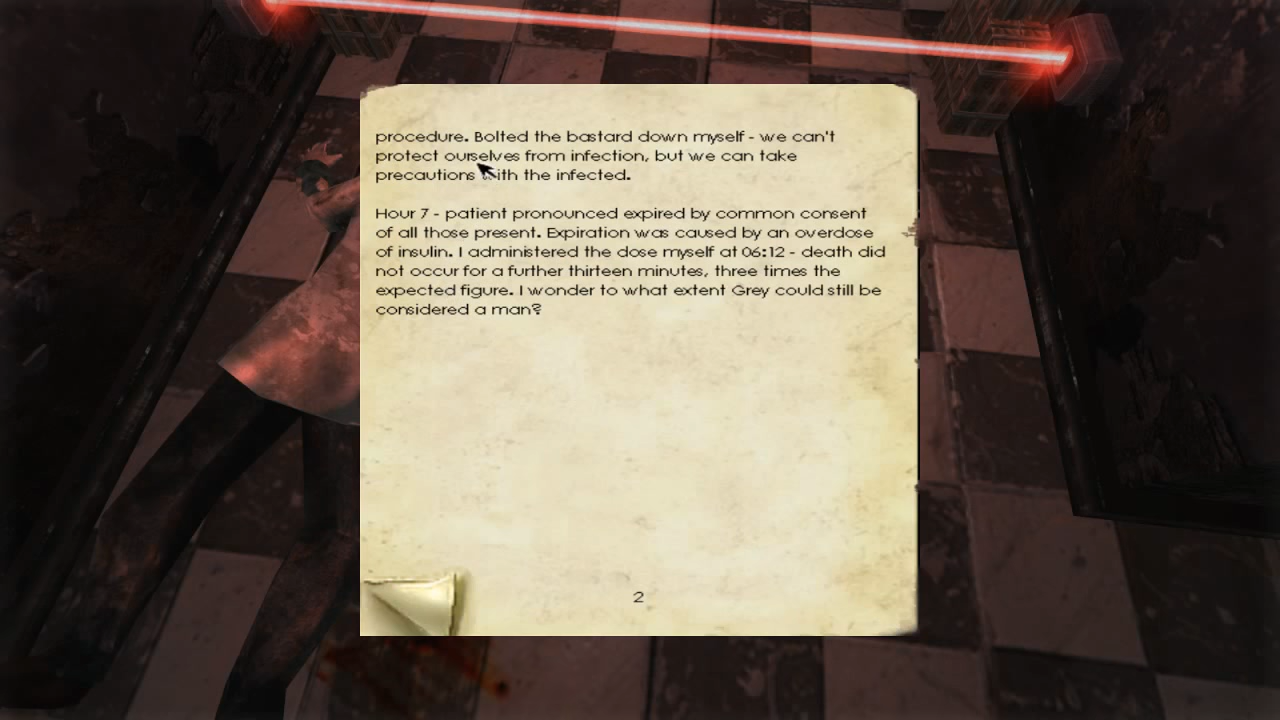 procedure. Bolted the bastard down myself - we can't
protect ourselves from infection, but we can take
precautions with the infected.
Hour 7 - patient pronounced expired by common consent
of all those present. Expiration was caused by an overdose
of insulin. I administered the dose myself at 06:12 - death did
not occur for a further thirteen minutes, three times the
expected figure. I wonder to what extent Grey could still be
considered a man?
2